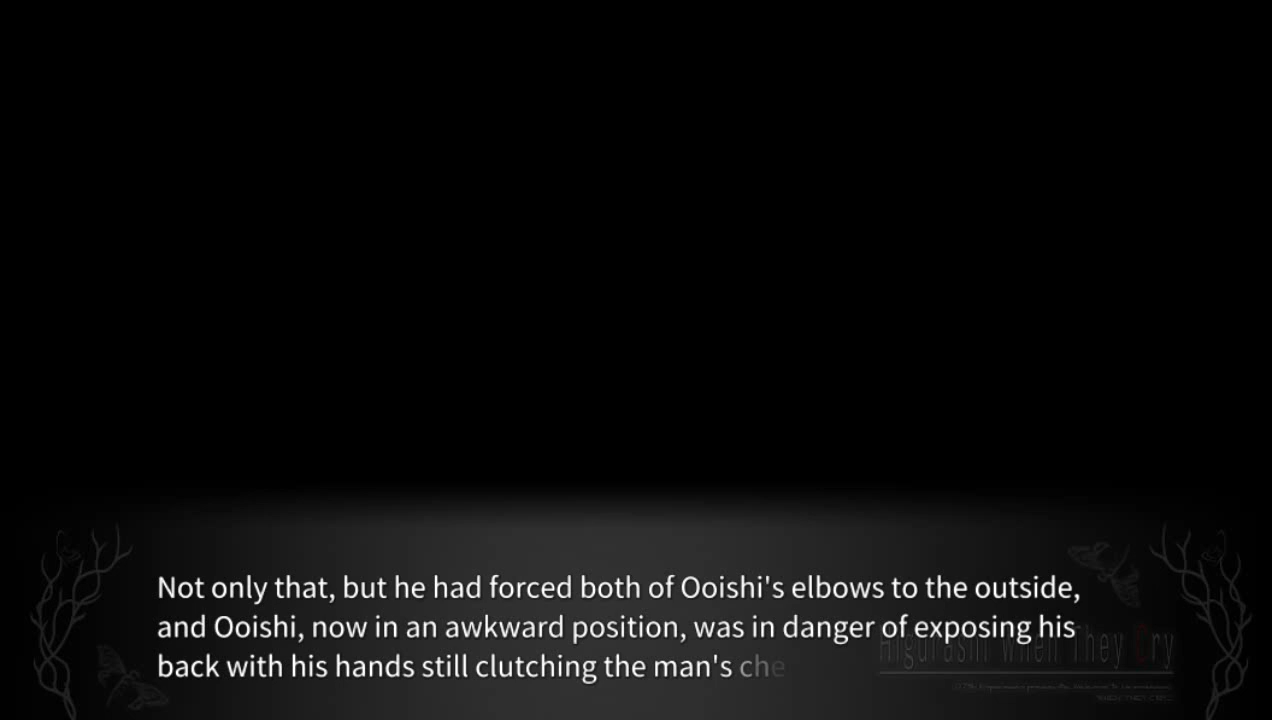 Not only that, but he had forced both of Ooishi's elbows to the outside,
and Ooishi, now in an awkward position, was in danger of exposing his
back with his hands still clutching the man's che
Higurashi When They Cry